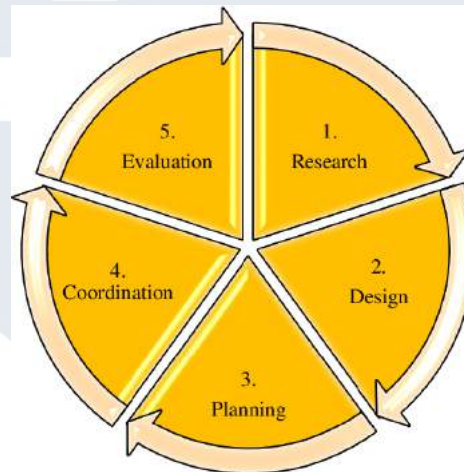 1.
Research
2.
Design
3.
Planning
4.
Coordination
5.
Evaluation